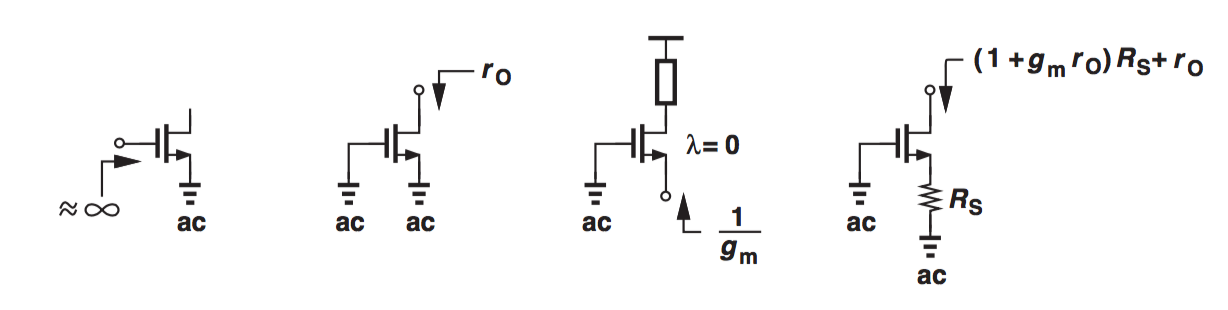 ≈ ∞
ac
r_O
ac ac
λ = 0
ac
1
g_m
(1 + g_m r_O) R_S + r_O
R_S
ac
ac